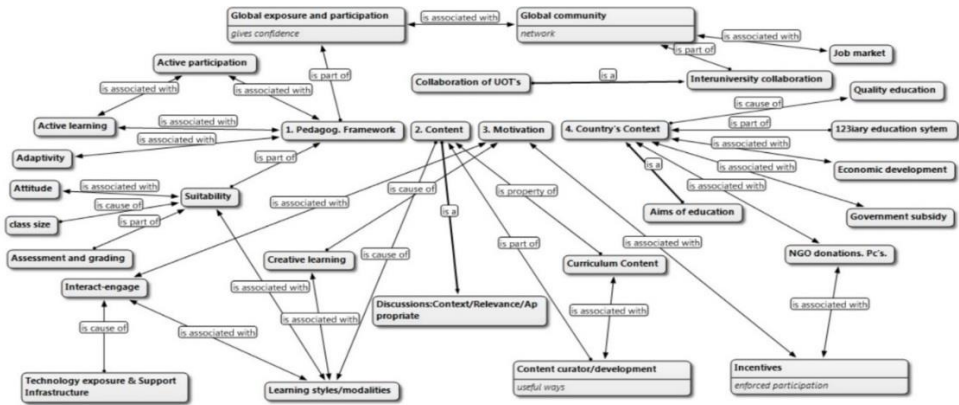 Global exposure and participation
gives confidence
is associated with
Global community
network
is associated with
Job market
Active participation
is part of
is part of
Collaboration of UOT's
is a
Interuniversity collaboration
Quality education
is associated with
is associated with
is cause of
Active learning
is associated with
1. Pedagog. Framework
2. Content
3. Motivation
4. Country's Context
is part of
123iary education sytem
Adaptivity
is part of
is a
is associated with
Economic development
Attitude
is associated with
Suitability
is cause of
is property of
is associated with
class size
is cause of
is associated with
is a
Aims of education
Government subsidy
is part of
is part of
is associated with
Assessment and grading
Creative learning
is cause of
Curriculum Content
NGO donations. Pc's.
Interact-engage
is associated with
Discussions:Context/Relevance/Ap
propriate
is associated with
is associated with
is cause of
is associated with
is associated with
Technology exposure & Support
Infrastructure
Learning styles/modalities
Content curator/development
useful ways
Incentives
enforced participation